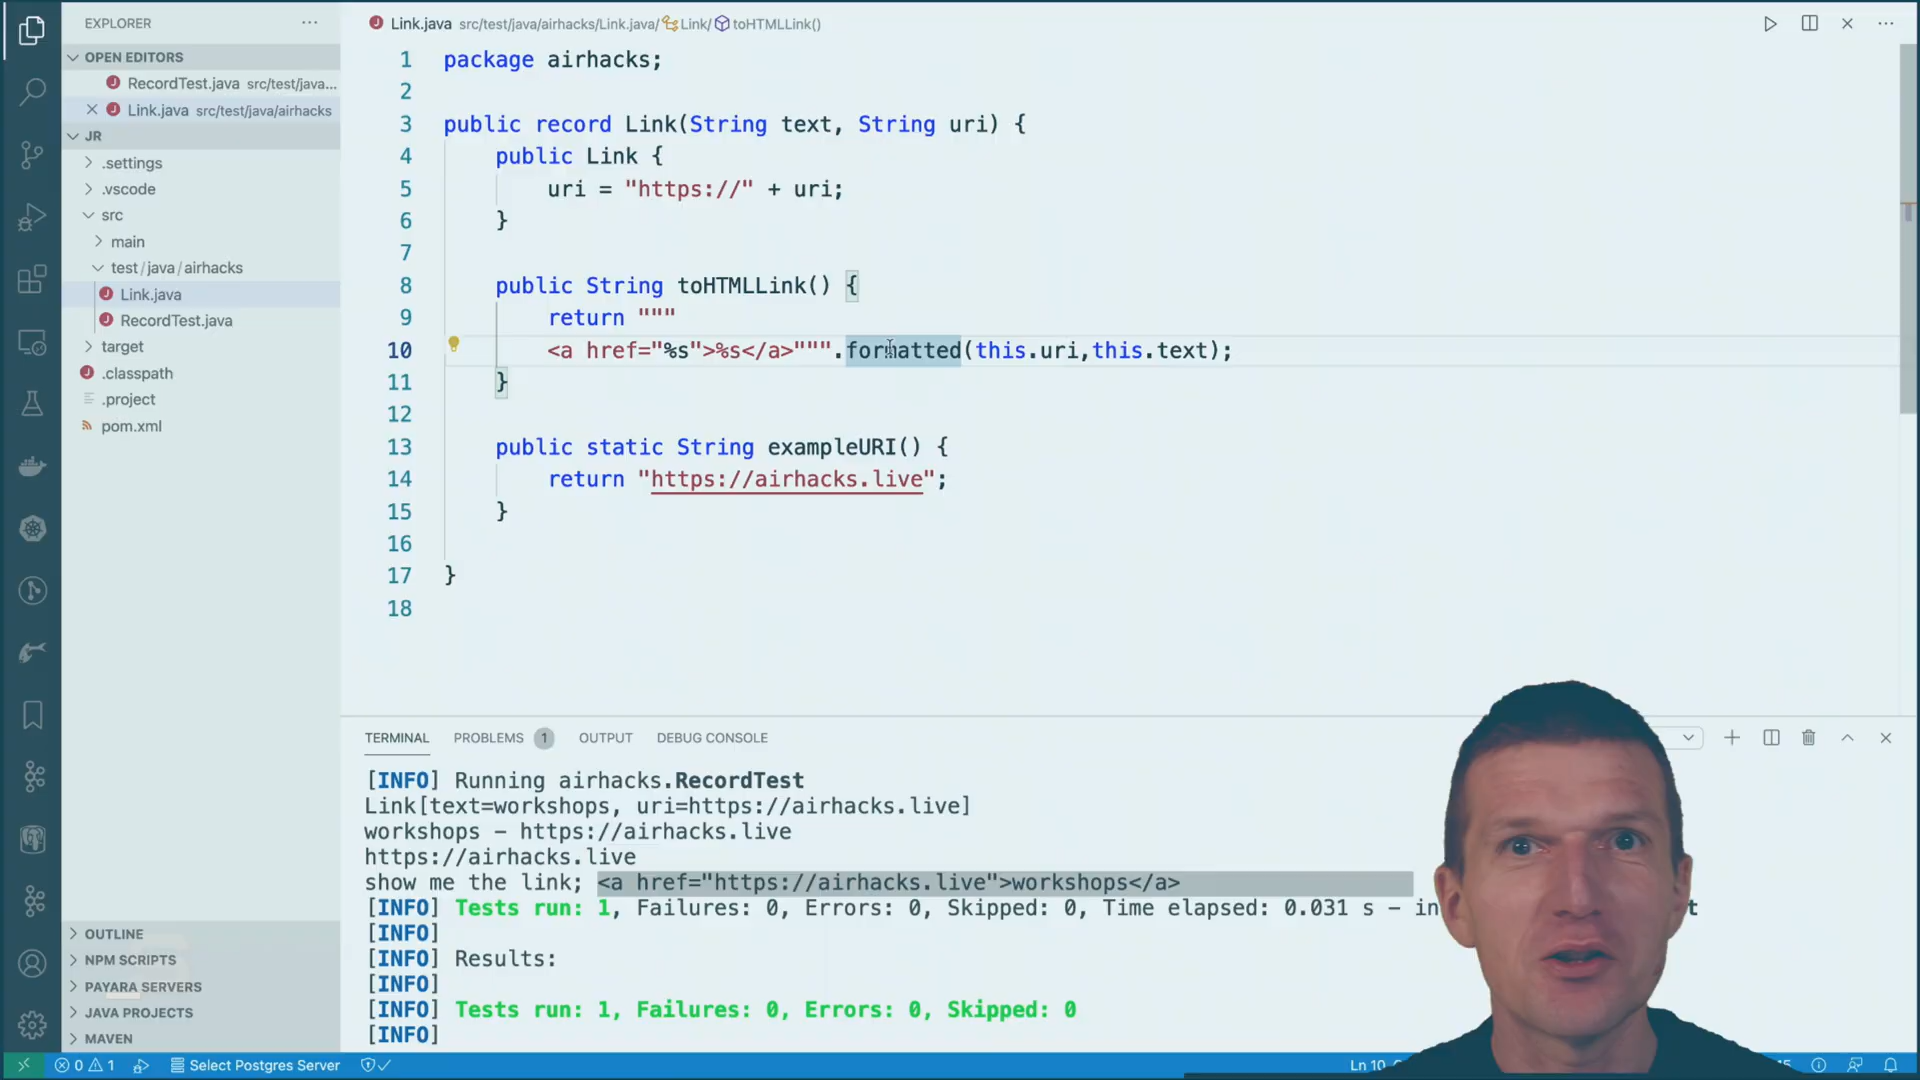 EXPLORER
OPEN EDITORS
RecordTest.java src/test/java...
Link.java src/test/java/airhacks
JR
.settings
.vscode
src
main
test/java/airhacks
Link.java
RecordTest.java
target
.classpath
.project
pom.xml
OUTLINE
NPM SCRIPTS
PAYARA SERVERS
JAVA PROJECTS
MAVEN
Link.java src/test/java/airhacks/Link.java/ Link/ toHTMLLink()
1 package airhacks;
2
3 public record Link(String text, String uri) {
4 public Link {
5 uri = "https://" + uri;
6 }
7
8 public String toHTMLLink() {
9 return """
10 <a href="%s">%s</a>""".formatted(this.uri,this.text);
11 }
12
13 public static String exampleURI() {
14 return "https://airhacks.live";
15 }
16
17 }
18
TERMINAL PROBLEMS 1 OUTPUT DEBUG CONSOLE
[INFO] Running airhacks.RecordTest
Link[text=workshops, uri=https://airhacks.live]
workshops - https://airhacks.live
https://airhacks.live
show me the link; <a href="https://airhacks.live">workshops</a>
[INFO] Tests run: 1, Failures: 0, Errors: 0, Skipped: 0, Time elapsed: 0.031 s - in
[INFO]
[INFO] Results:
[INFO]
[INFO] Tests run: 1, Failures: 0, Errors: 0, Skipped: 0
[INFO]
0 1 Select Postgres Server Ln 10,